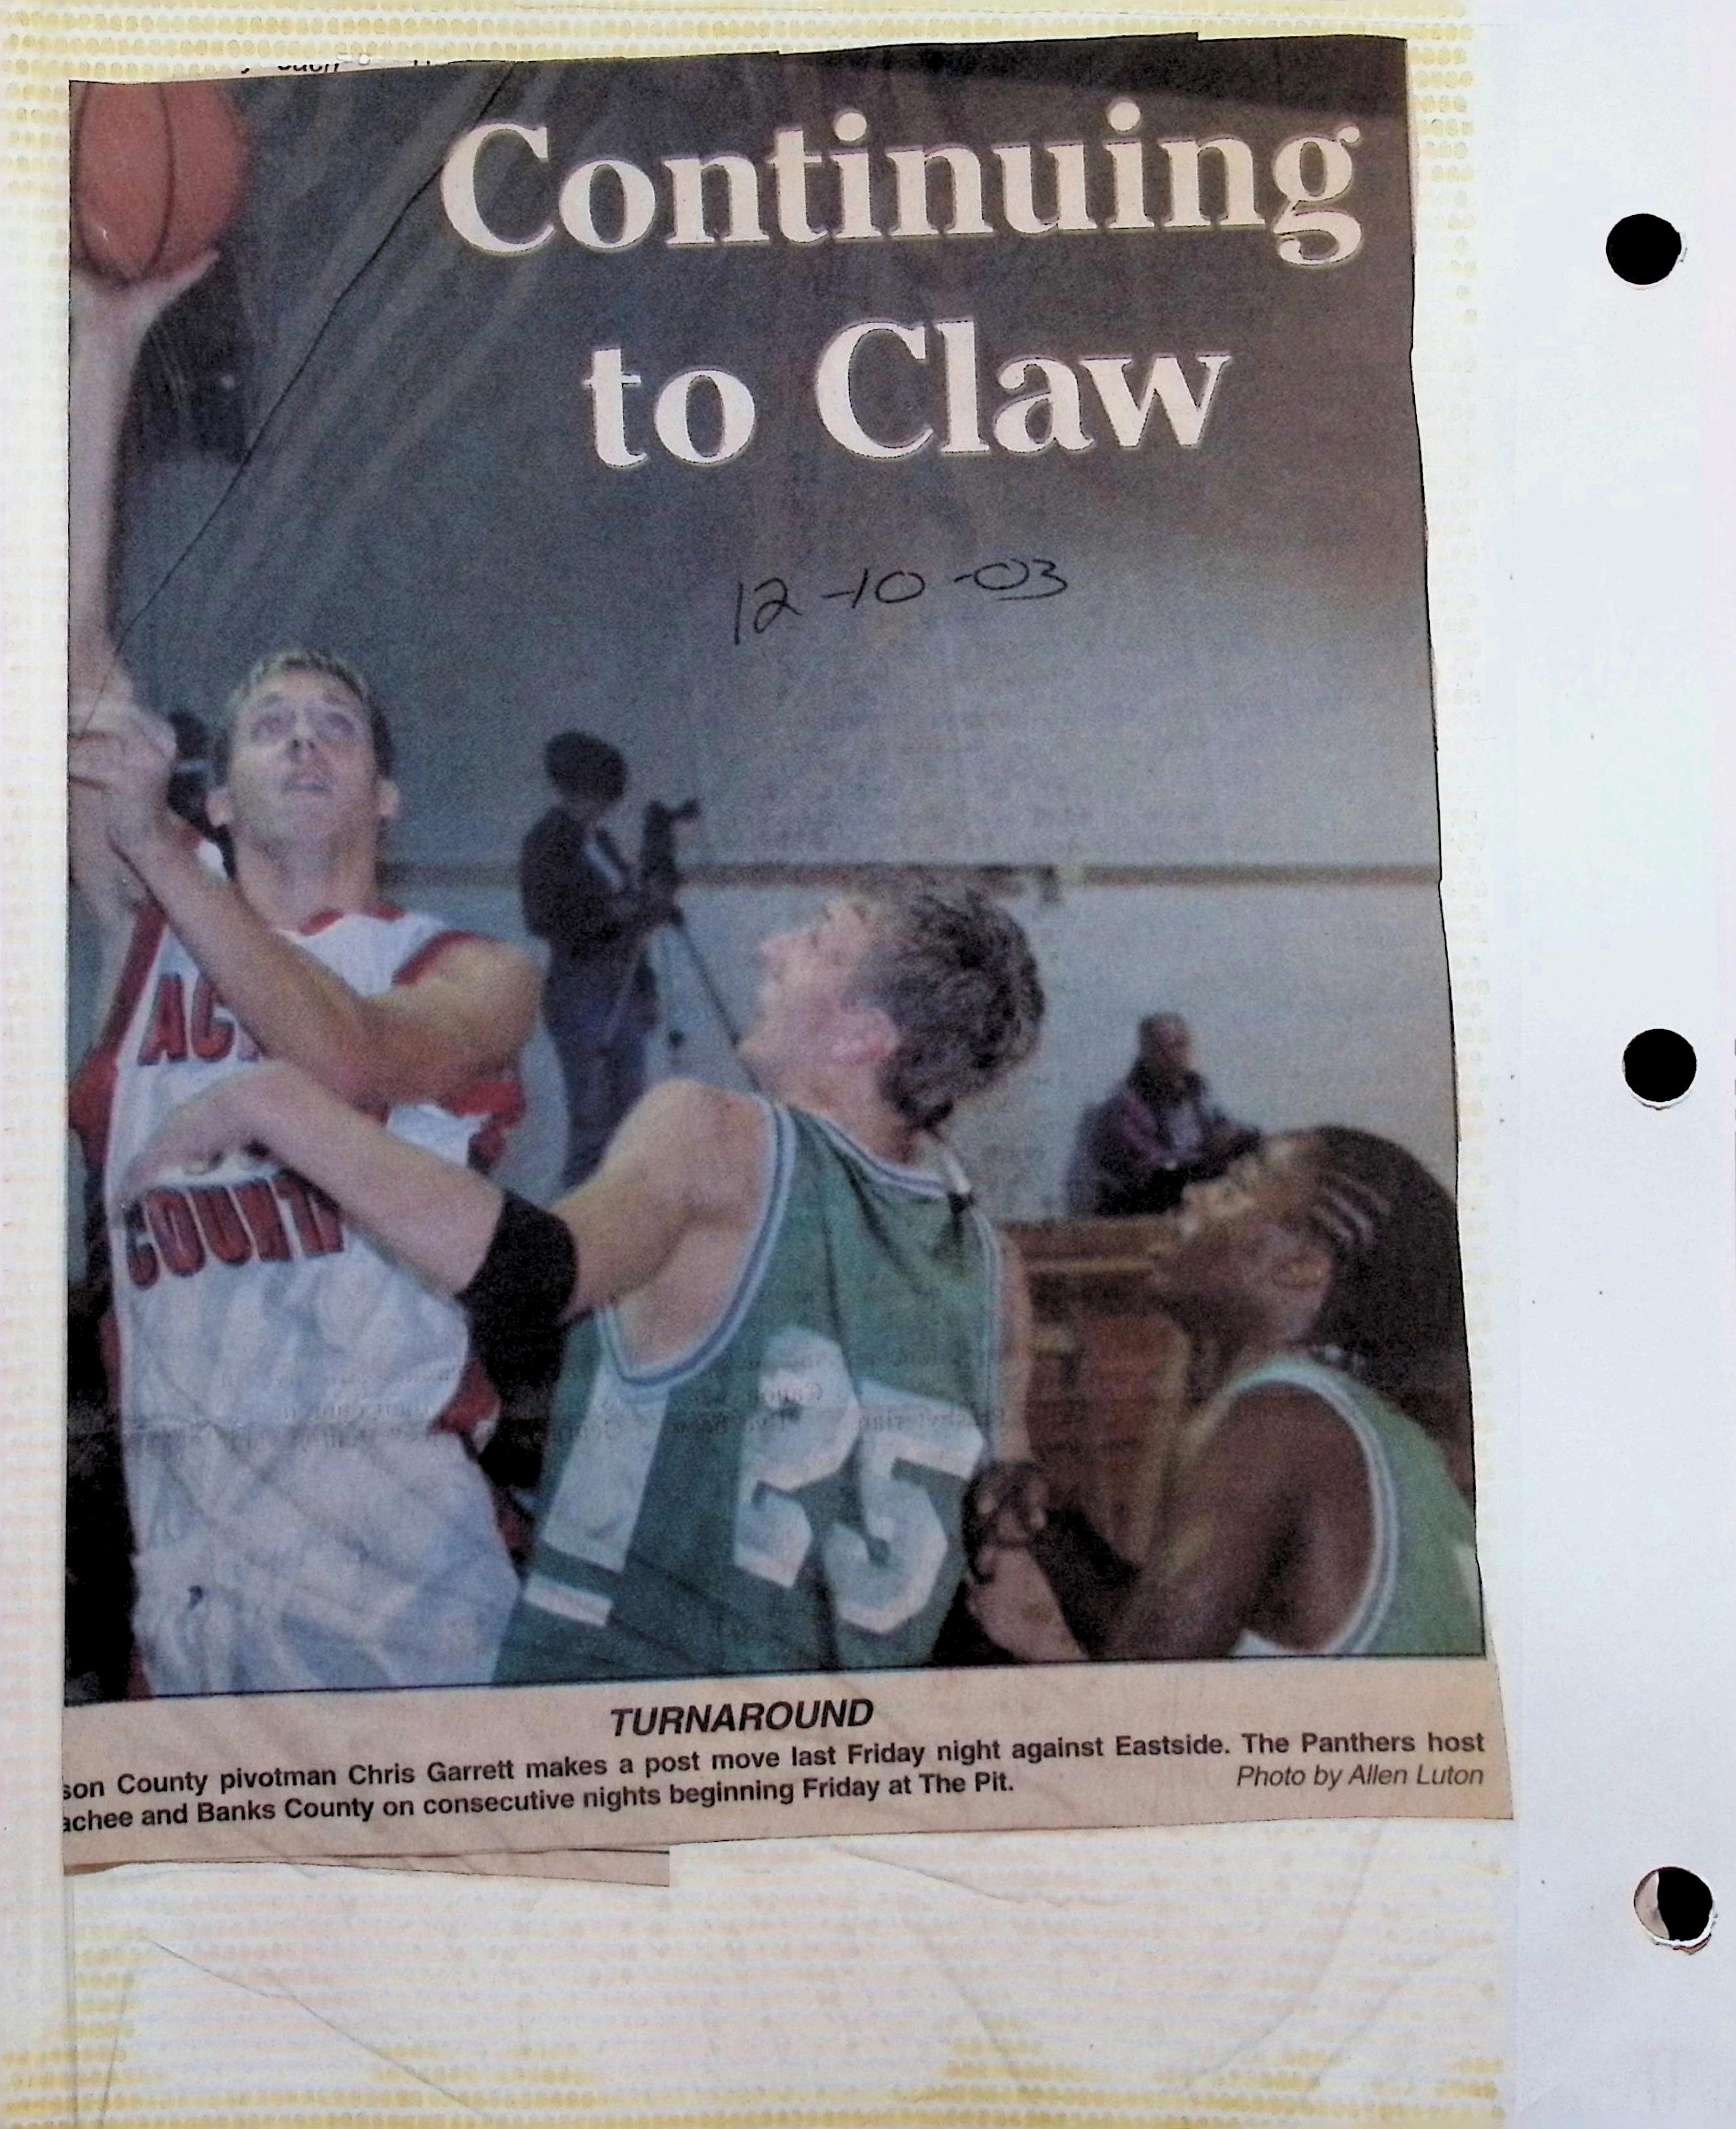 Continuing
to Claw
12-10-03
COUNTY
25
TURNAROUND
son County pivotman Chris Garrett makes a post move last Friday night against Eastside. The Panthers host
achee and Banks County on consecutive nights beginning Friday at The Pit.
Photo by Allen Luton